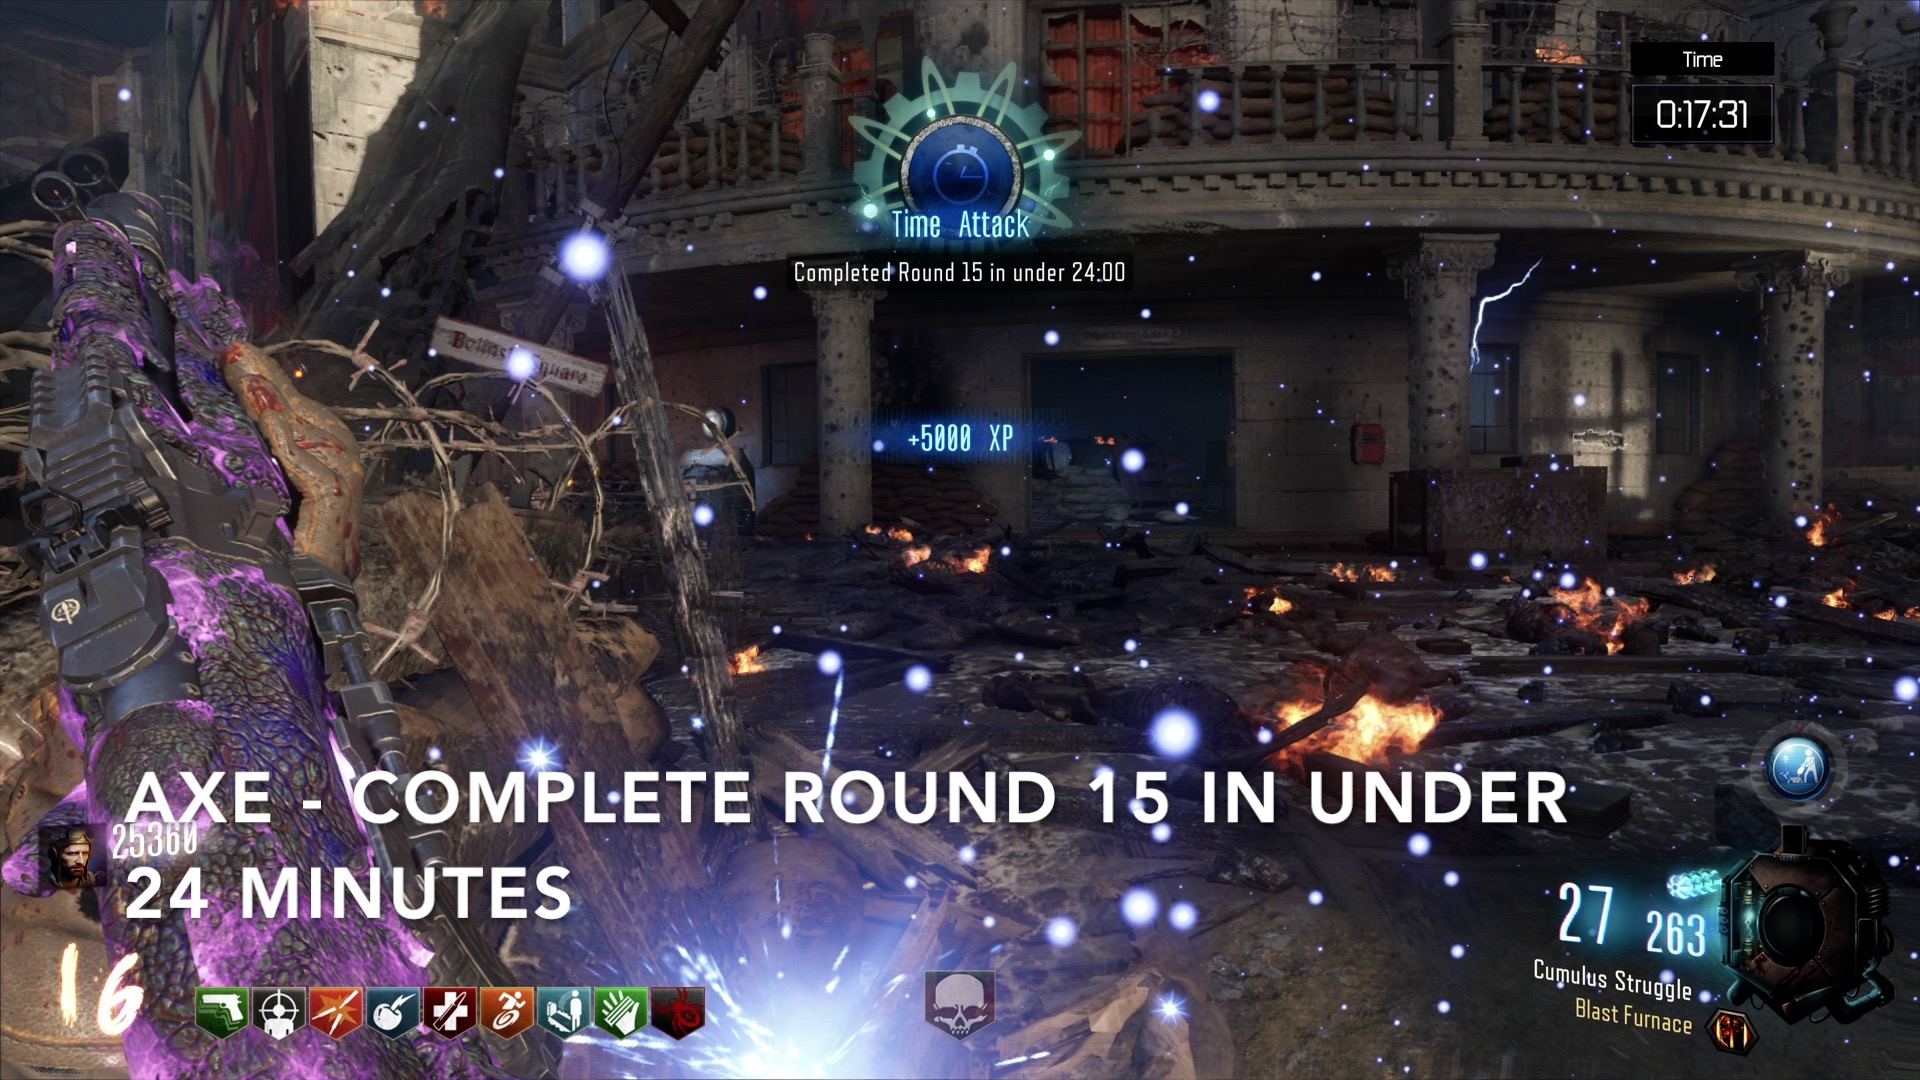 Time
0:17:31
Time Attack
Completed Round 15 in under 24:00
+5000 XP
AXE - COMPLETE ROUND 15 IN UNDER
25360
24 MINUTES
27 263
Cumulus Struggle
Blast Furnace
16